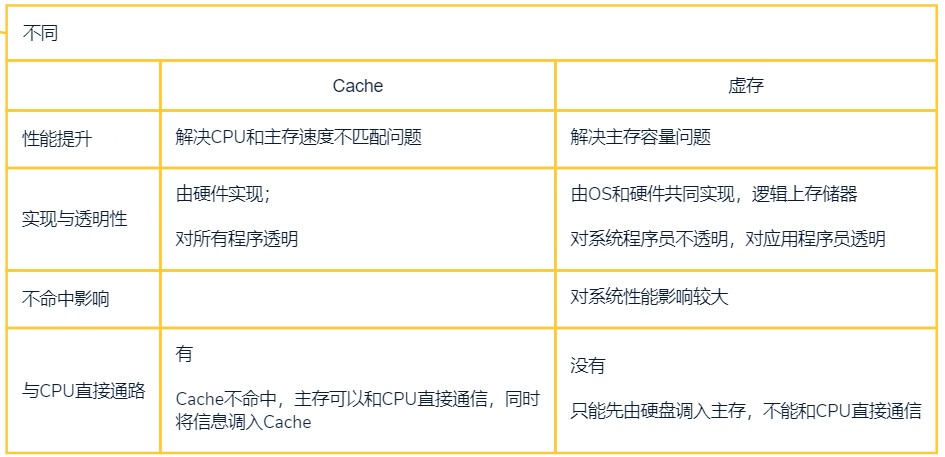 不同
Cache
虚存
性能提升
解决CPU和主存速度不匹配问题
解决主存容量问题
实现与透明性
由硬件实现;
对所有程序透明
由OS和硬件共同实现，逻辑上存储器
对系统程序员不透明，对应用程序员透明
不命中影响
对系统性能影响较大
与CPU直接通路
有
Cache不命中，主存可以和CPU直接通信，同时
将信息调入Cache
没有
只能先由硬盘调入主存，不能和CPU直接通信